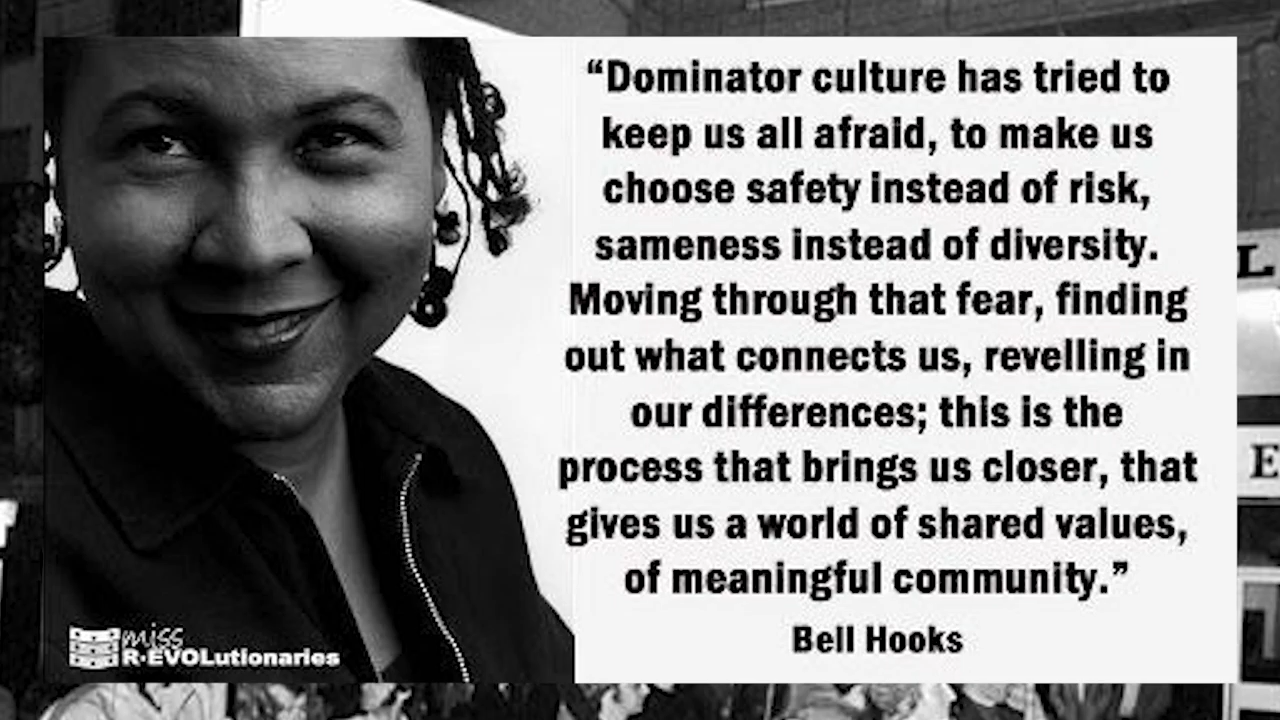 “Dominator culture has tried to
keep us all afraid, to make us
choose safety instead of risk,
sameness instead of diversity.
Moving through that fear, finding
out what connects us, revelling in
our differences; this is the
process that brings us closer, that
gives us a world of shared values,
of meaningful community.”
Bell Hooks
miss
R·EVOLutionaries
L
E